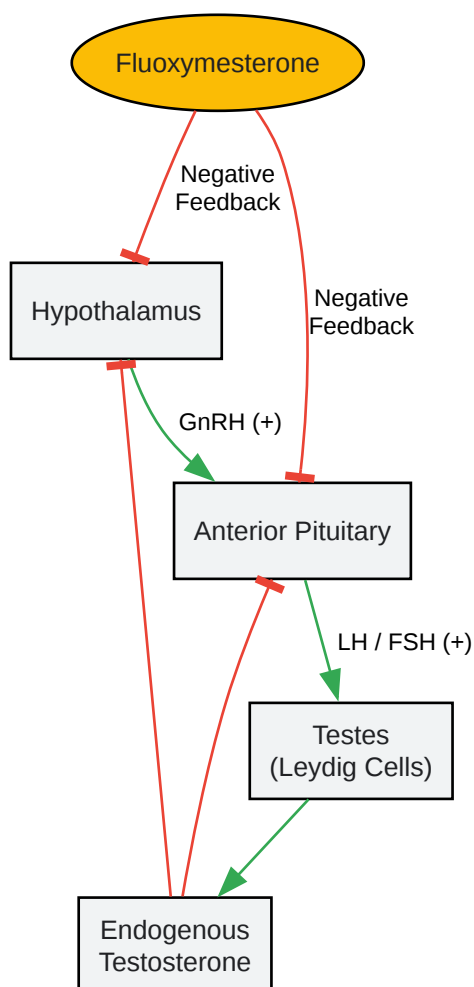 Fluoxymesterone
Negative
Feedback
Hypothalamus
Negative
Feedback
GnRH (+)
Anterior Pituitary
LH / FSH (+)
Testes
(Leydig Cells)
Endogenous
Testosterone